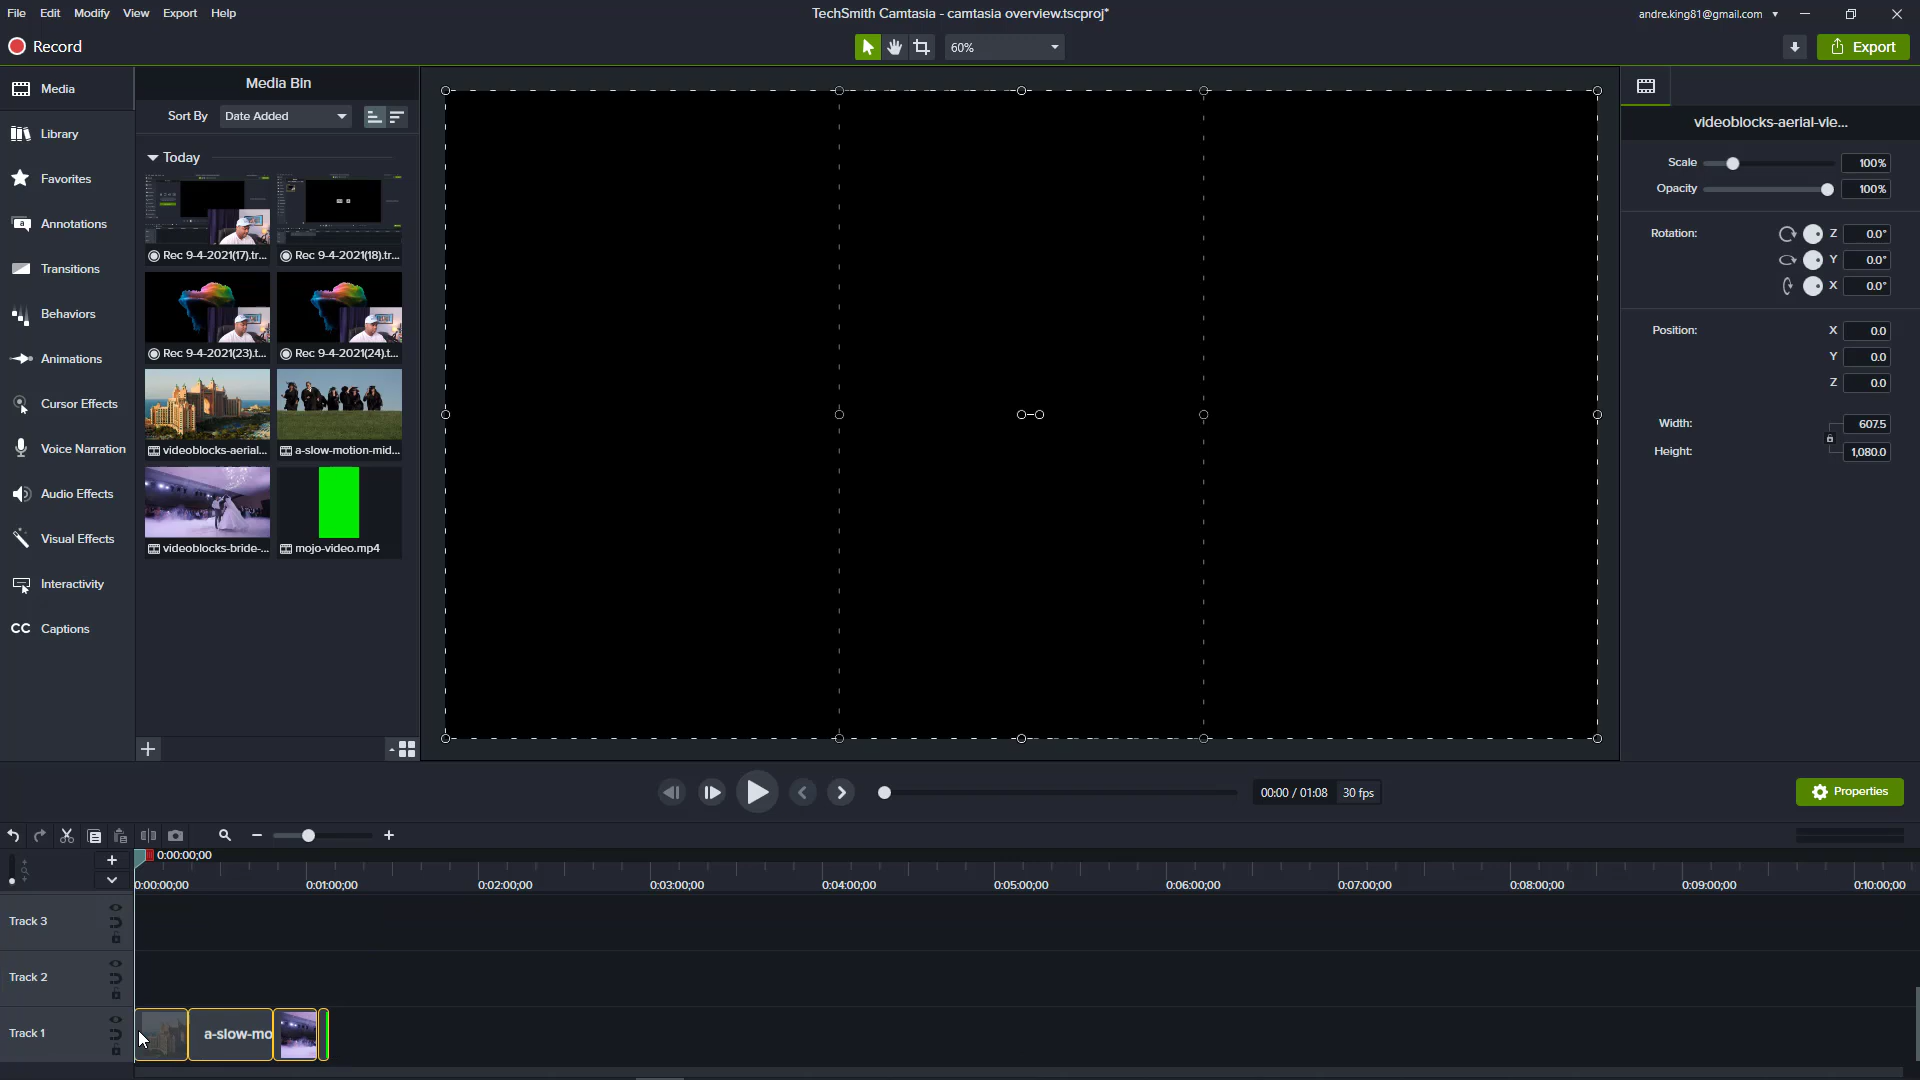 File Edit Modify View Export Help
TechSmith Camtasia - camtasia overview.tscproj*
andre.king81@gmail.com
Record
60%
Export
Media
Library
Favorites
Annotations
Transitions
Behaviors
Animations
Cursor Effects
Voice Narration
Audio Effects
Visual Effects
Interactivity
CC Captions
Media Bin
Sort By Date Added
Today
Rec 9-4-2021(17).tr... Rec 9-4-2021(18).tr...
Rec 9-4-2021(23).t... Rec 9-4-2021(24).t...
videoblocks-aerial... a-slow-motion-mid...
videoblocks-bride-... mojo-video.mp4
videoblocks-aerial-vie...
Scale 100%
Opacity 100%
Rotation: Z 0.0°
Y 0.0°
X 0.0°
Position: X 0.0
Y 0.0
Z 0.0
Width: 607.5
Height: 1,080.0
00:00 / 01:08 30 fps
Properties
0:00:00;00
0:00:00;00 0:01:00;00 0:02:00;00 0:03:00;00 0:04:00;00 0:05:00;00 0:06:00;00 0:07:00;00 0:08:00;00 0:09:00;00 0:10:00;00
Track 3
Track 2
Track 1
a-slow-mo